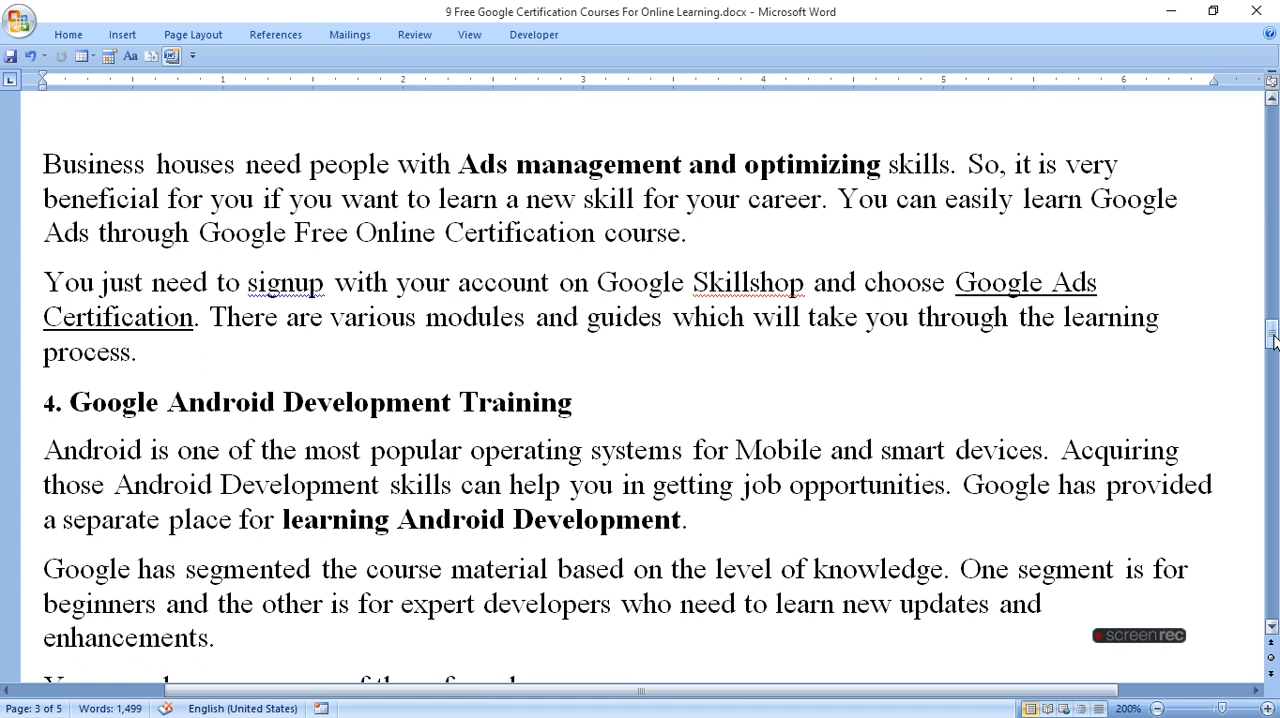 9 Free Google Certification Courses For Online Learning.docx - Microsoft Word
Home Insert Page Layout References Mailings Review View Developer
1 2 3 4 5 6
Business houses need people with Ads management and optimizing skills. So, it is very
beneficial for you if you want to learn a new skill for your career. You can easily learn Google
Ads through Google Free Online Certification course.
You just need to signup with your account on Google Skillshop and choose Google Ads
Certification. There are various modules and guides which will take you through the learning
process.
4. Google Android Development Training
Android is one of the most popular operating systems for Mobile and smart devices. Acquiring
those Android Development skills can help you in getting job opportunities. Google has provided
a separate place for learning Android Development.
Google has segmented the course material based on the level of knowledge. One segment is for
beginners and the other is for expert developers who need to learn new updates and
enhancements.
screenrec
Page: 3 of 5 Words: 1,499 English (United States) 200%